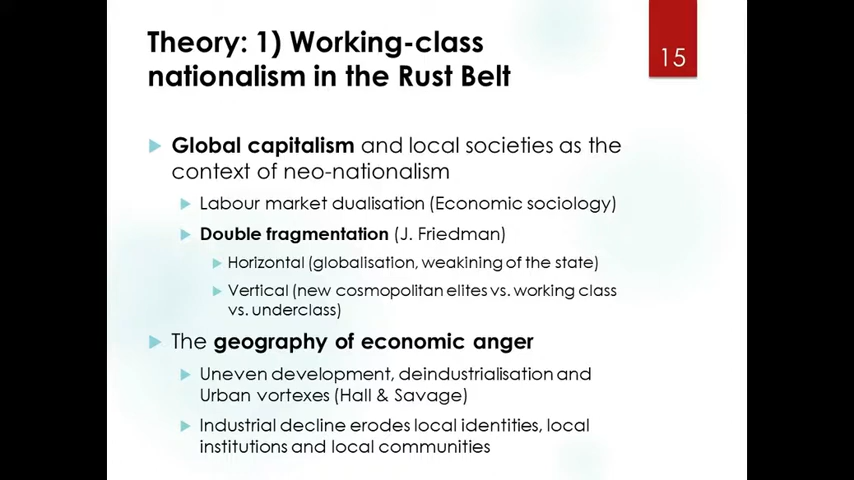 Theory: 1) Working-class
nationalism in the Rust Belt
15
Global capitalism and local societies as the
context of neo-nationalism
Labour market dualisation (Economic sociology)
Double fragmentation (J. Friedman)
Horizontal (globalisation, weakining of the state)
Vertical (new cosmopolitan elites vs. working class
vs. underclass)
The geography of economic anger
Uneven development, deindustrialisation and
Urban vortexes (Hall & Savage)
Industrial decline erodes local identities, local
institutions and local communities